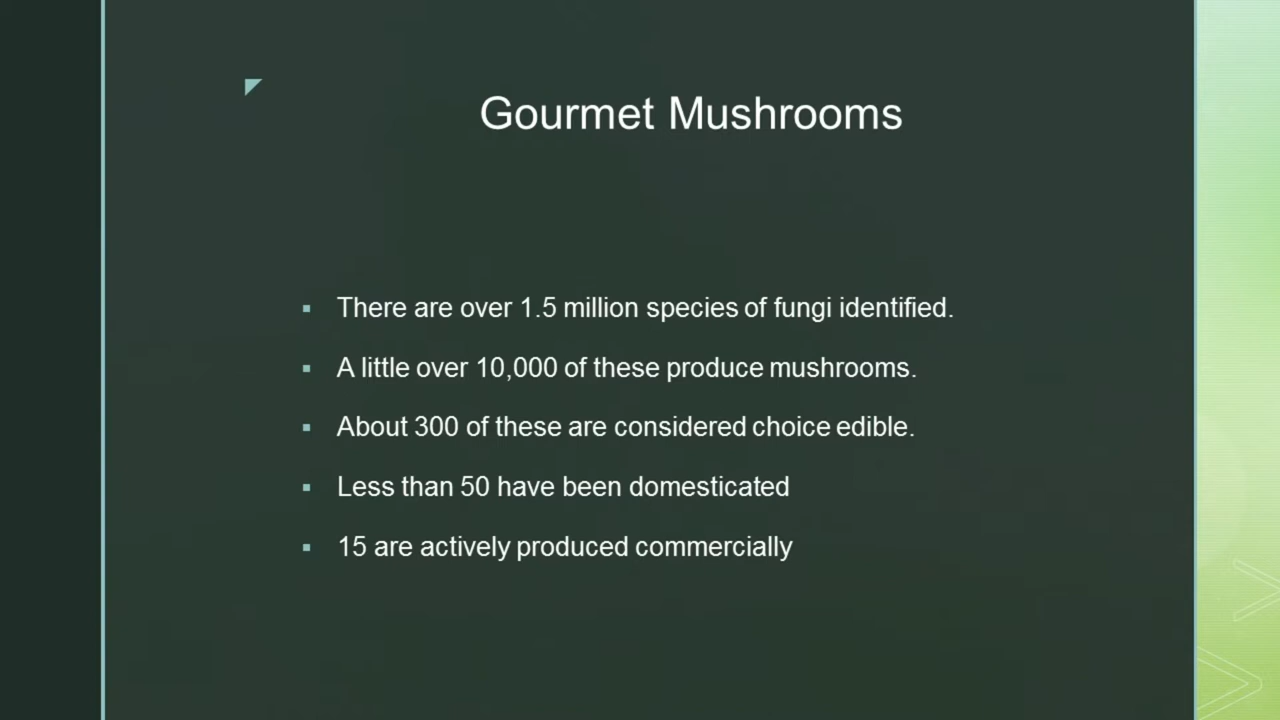 Gourmet Mushrooms
There are over 1.5 million species of fungi identified.
A little over 10,000 of these produce mushrooms.
About 300 of these are considered choice edible.
Less than 50 have been domesticated
15 are actively produced commercially